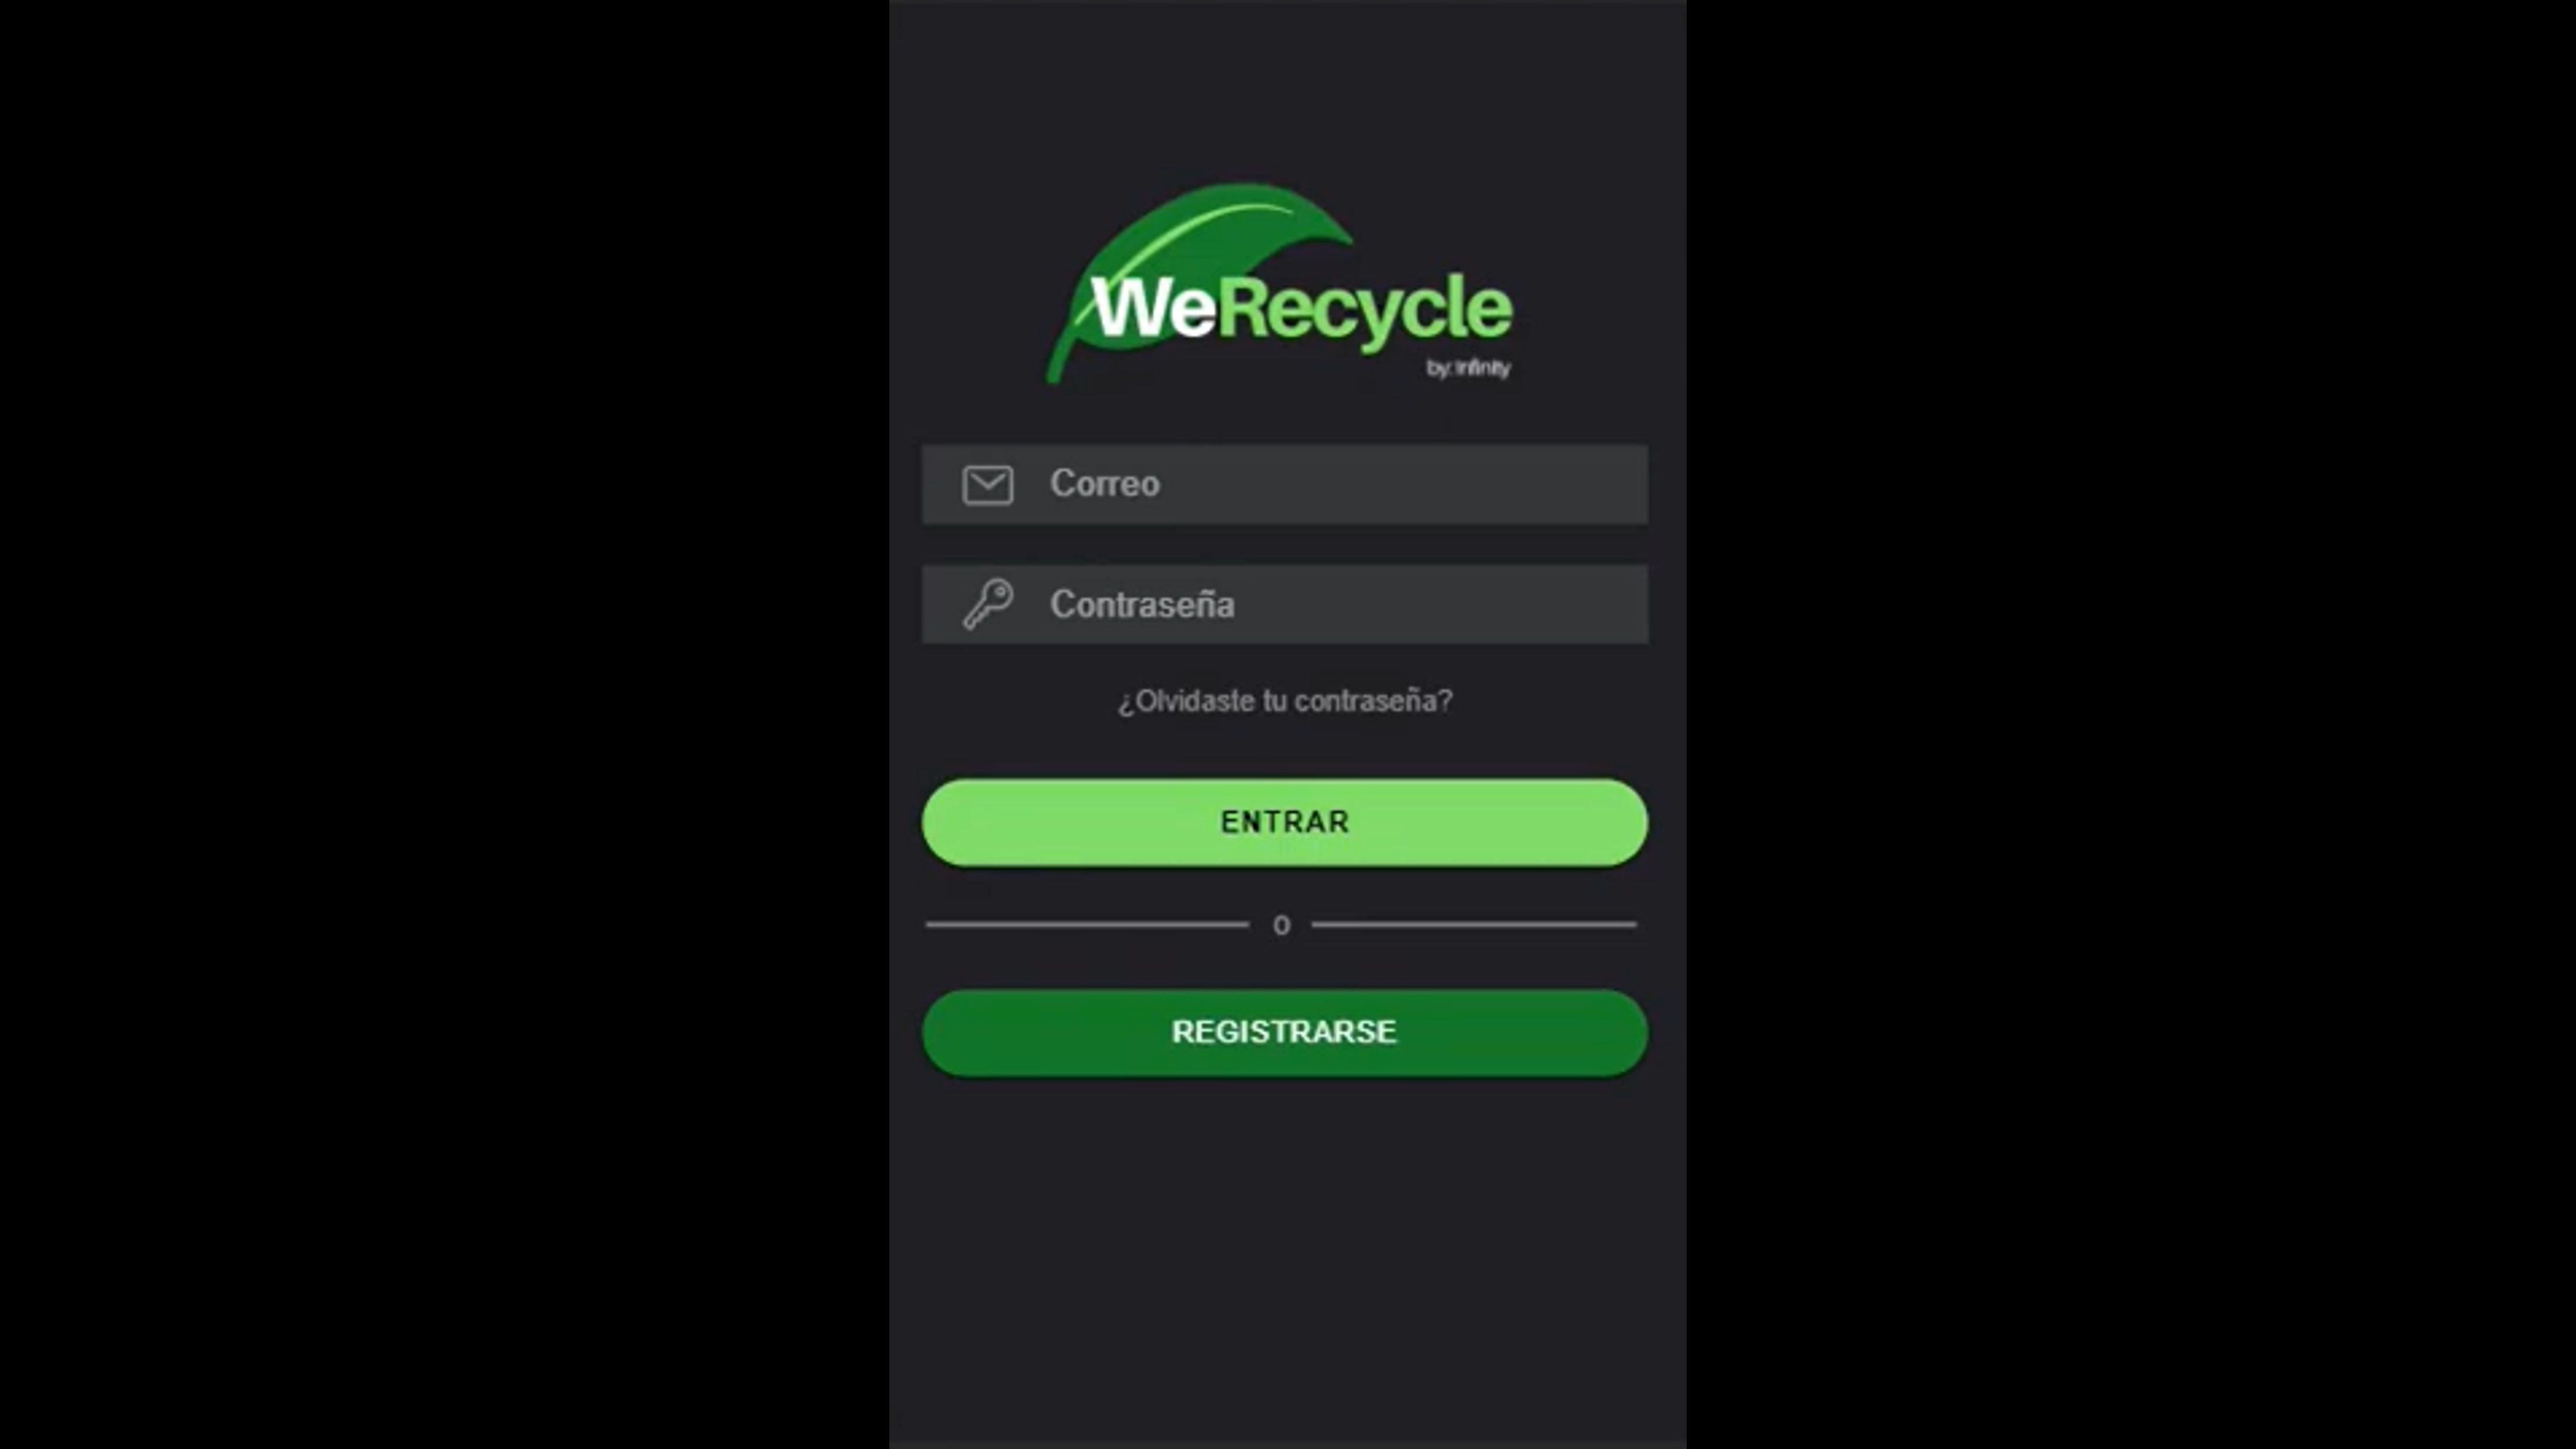 WeRecycle
by: Infinity
Correo
Contraseña
¿Olvidaste tu contraseña?
ENTRAR
O
REGISTRARSE